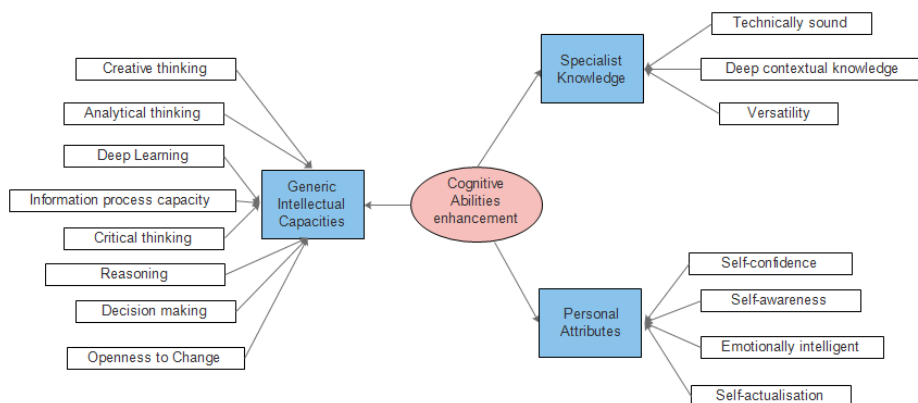 Technically sound
Specialist
Knowledge
Deep contextual knowledge
Versatility
Creative thinking
Analytical thinking
Deep Learning
Information process capacity
Critical thinking
Reasoning
Decision making
Openness to Change
Generic
Intellectual
Capacities
Cognitive
Abilities
enhancement
Personal
Attributes
Self-confidence
Self-awareness
Emotionally intelligent
Self-actualisation